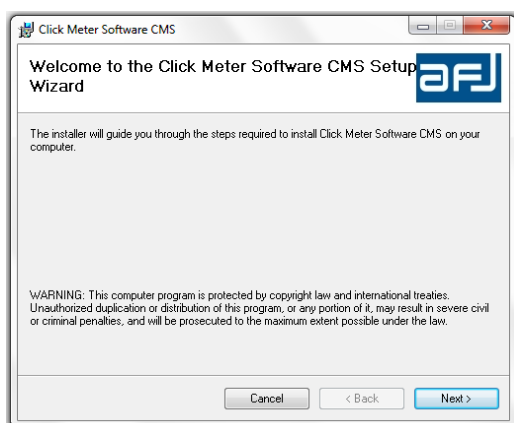 Click Meter Software CMS
Welcome to the Click Meter Software CMS Setup
Wizard
afj
The installer will guide you through the steps required to install Click Meter Software CMS on your
computer.
WARNING: This computer program is protected by copyright law and international treaties.
Unauthorized duplication or distribution of this program, or any portion of it, may result in severe civil
or criminal penalties, and will be prosecuted to the maximum extent possible under the law.
Cancel
< Back
Next >